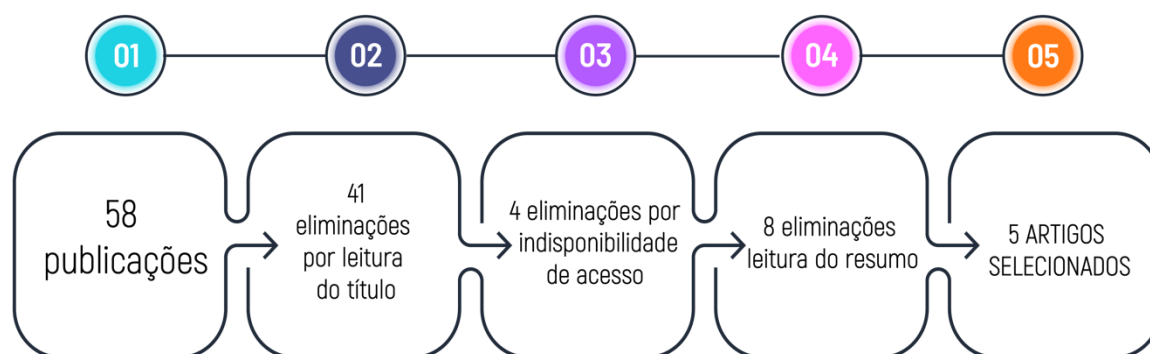 01
02
03
04
05
58
publicações
41
eliminações
por leitura
do título
4 eliminações por
indisponibilidade
de acesso
8 eliminações
leitura do resumo
5 ARTIGOS
SELECIONADOS